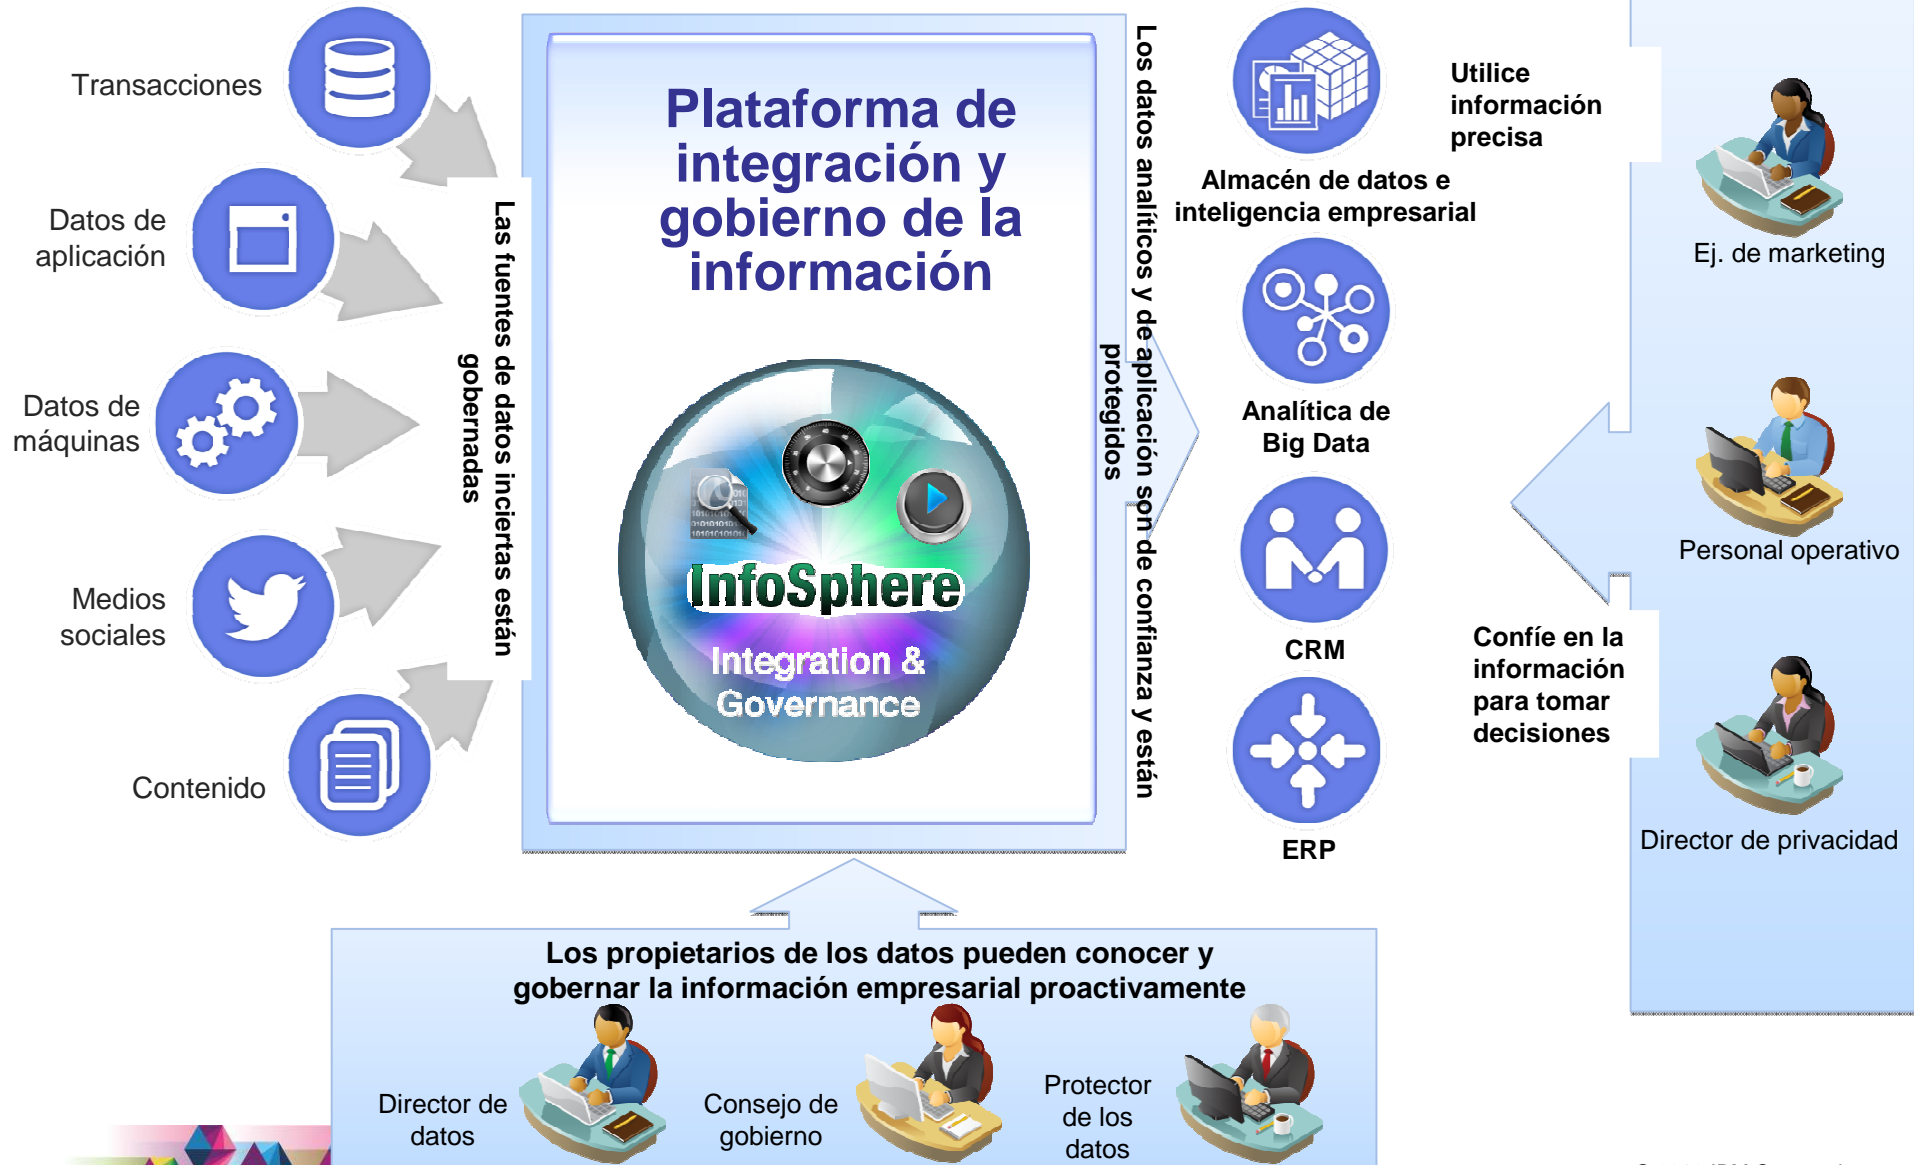 Transacciones
Datos de
aplicación
Datos de
máquinas
Medios
sociales
Contenido
Las fuentes de datos inciertas están
gobernadas
Plataforma de
integración y
gobierno de la
información
InfoSphere
Integration &
Governance
Los datos analíticos y de aplicación son de confianza y están
protegidos
Almacén de datos e
inteligencia empresarial
Analítica de
Big Data
CRM
ERP
Utilice
información
precisa
Confíe en la
información
para tomar
decisiones
Ej. de marketing
Personal operativo
Director de privacidad
Los propietarios de los datos pueden conocer y
gobernar la información empresarial proactivamente
Director de
datos
Consejo de
gobierno
Protector
de los
datos